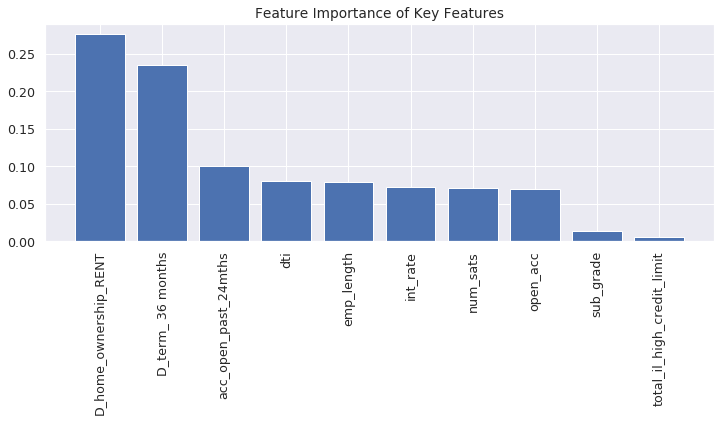 Feature Importance of Key Features
0.25
0.20
0.15
0.10
0.05
0.00
D_home_ownership_RENT
D_term_ 36 months
acc_open_past_24mths
dti
emp_length
int_rate
num_sats
open_acc
sub_grade
total_il_high_credit_limit